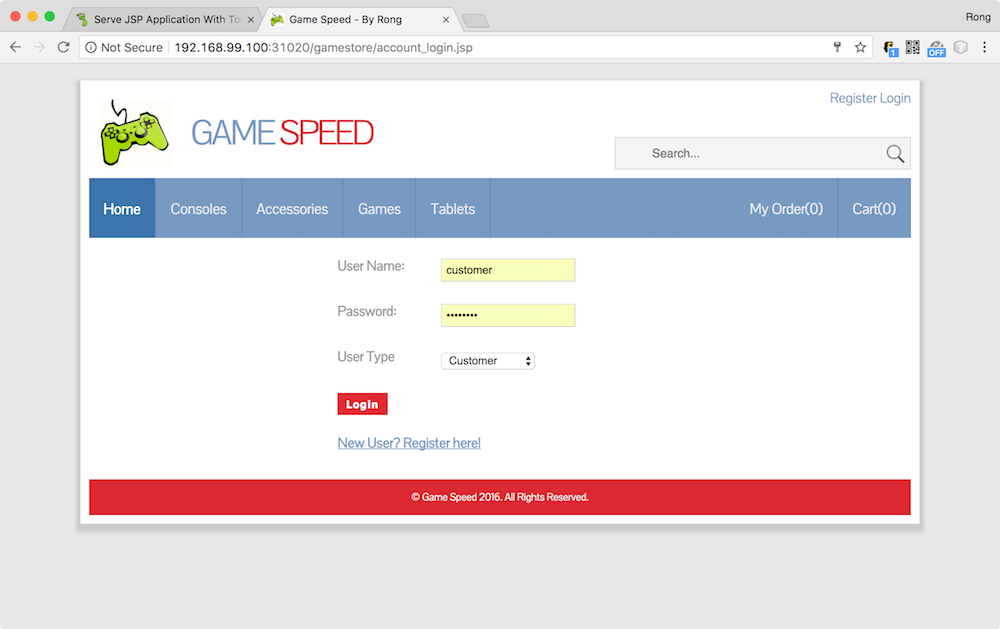 Serve JSP Application With To
Game Speed - By Rong
Rong
Not Secure
192.168.99.100:31020/gamestore/account_login.jsp
1
OFF
Register Login
GAME SPEED
Search...
Home Consoles Accessories Games Tablets My Order(0) Cart(0)
User Name: customer
Password: ••••••••
User Type Customer
Login
New User? Register here!
© Game Speed 2016. All Rights Reserved.